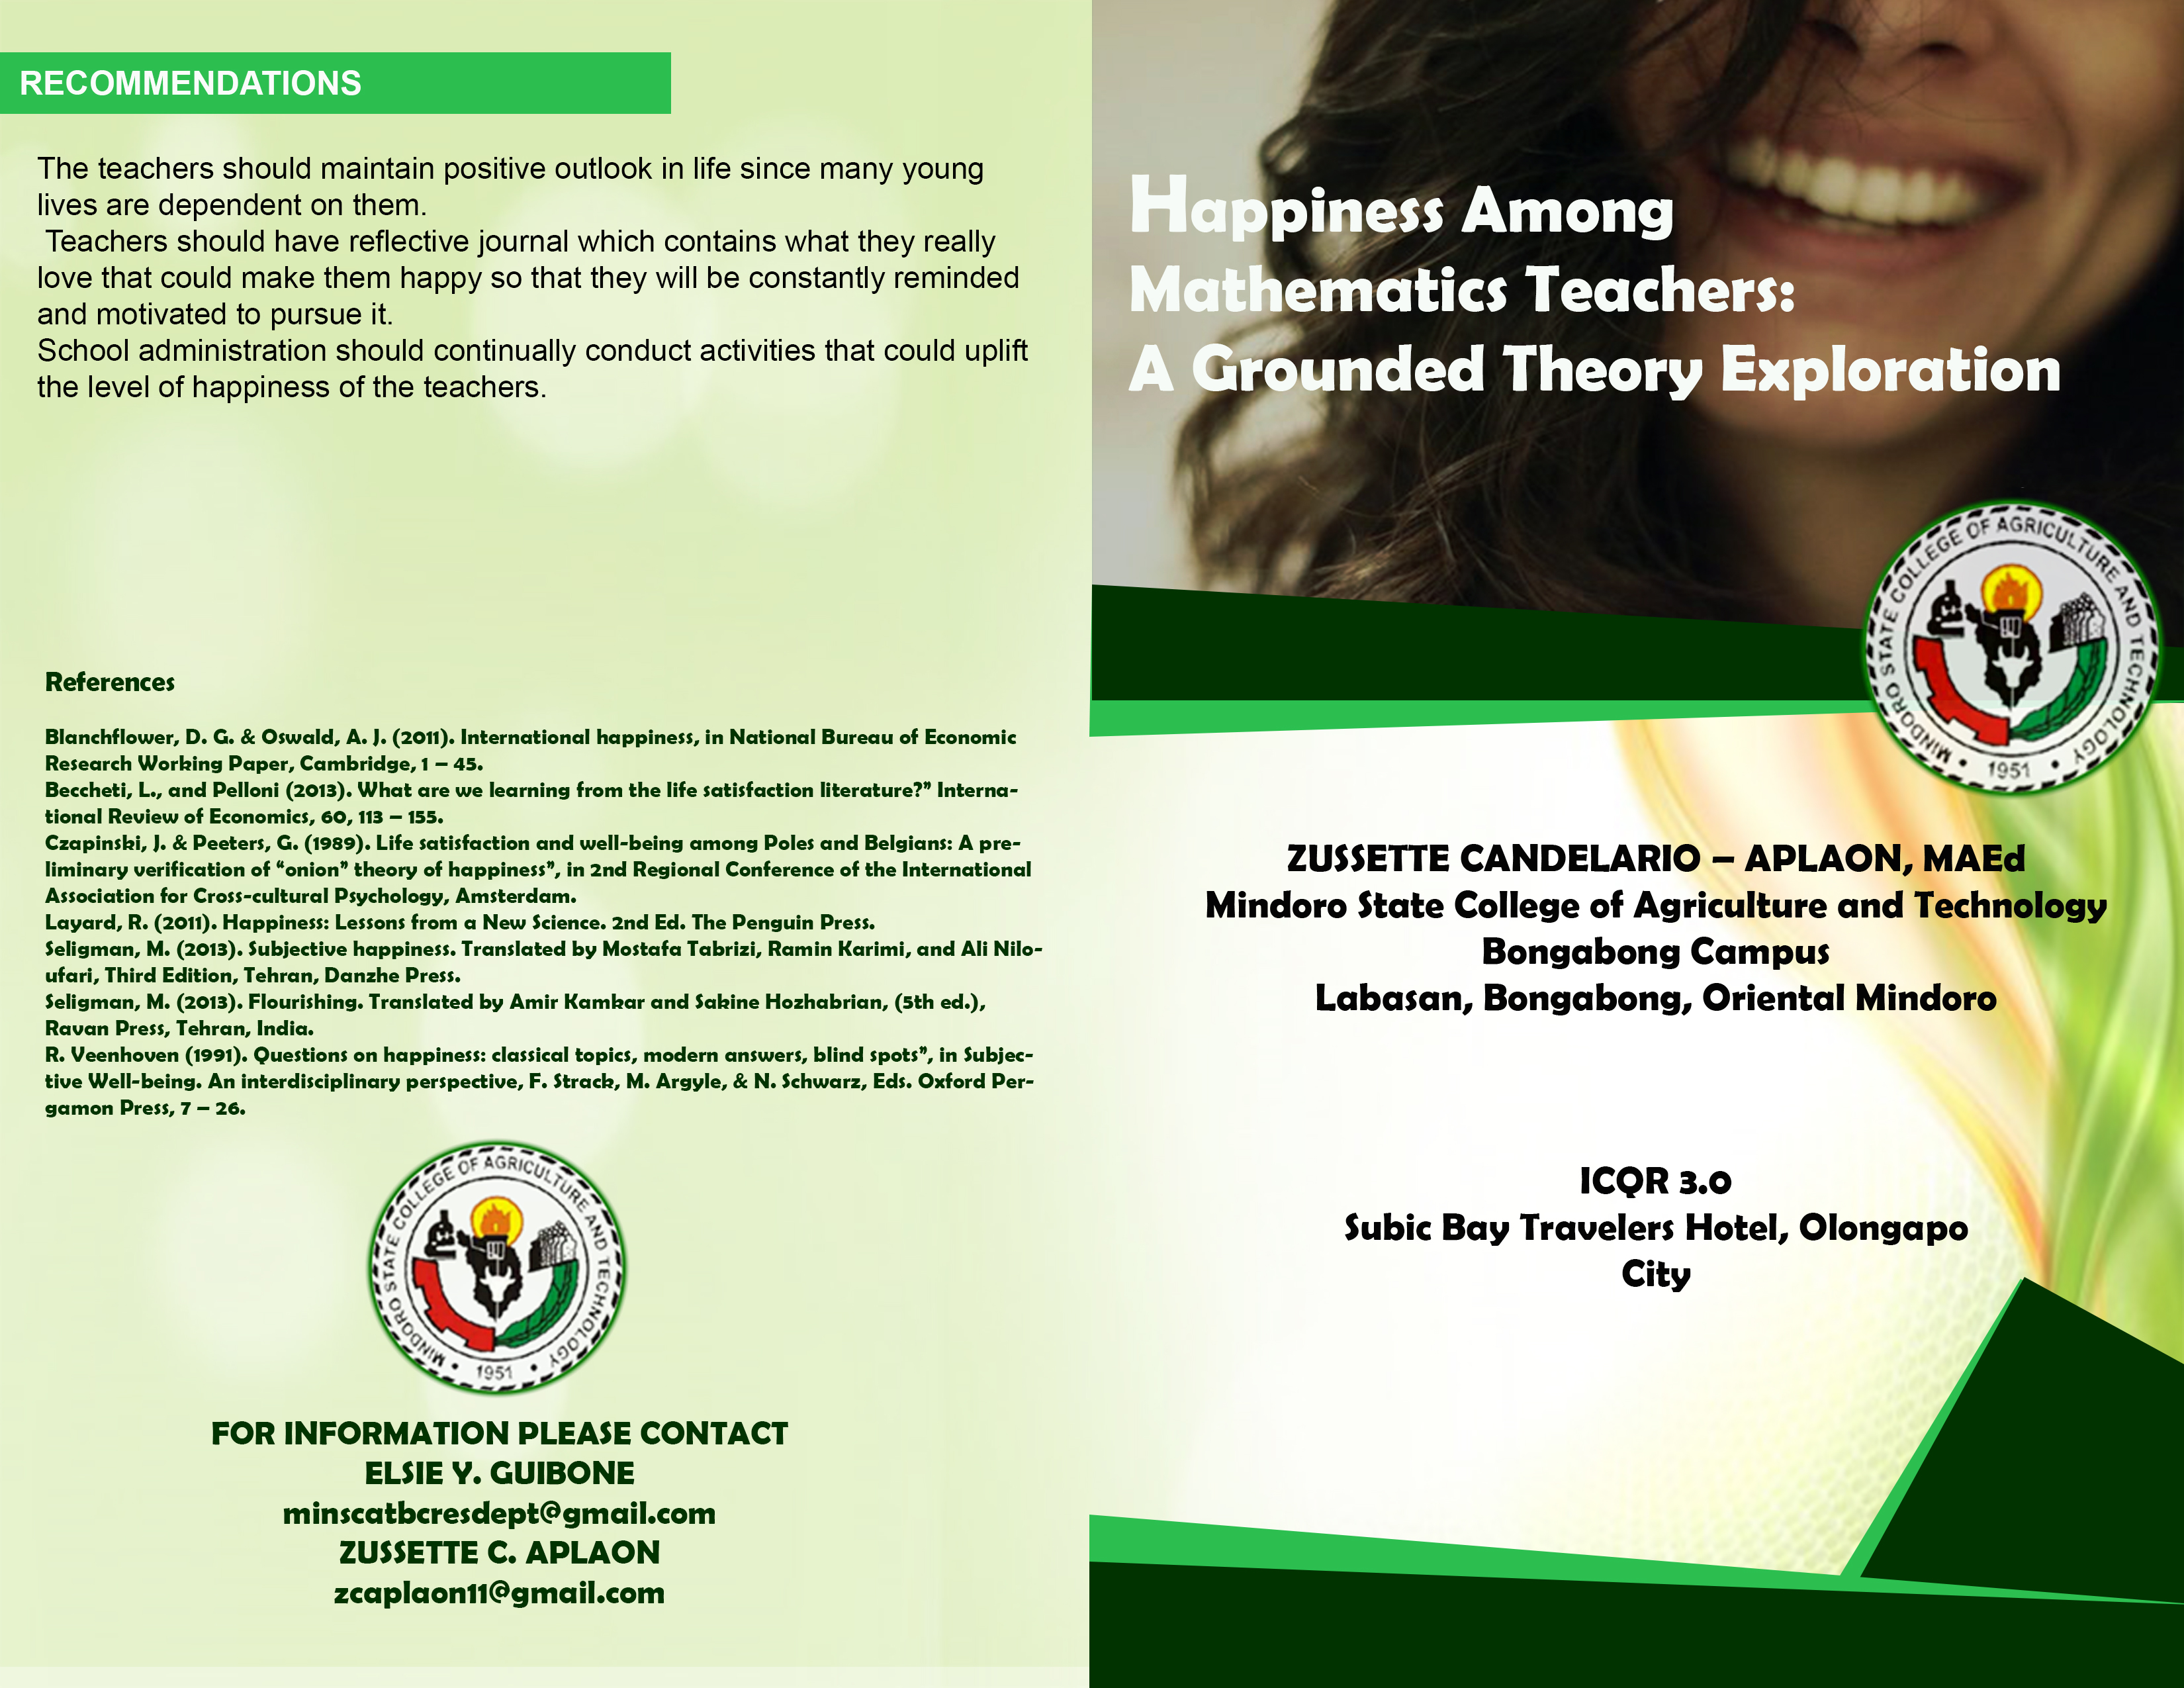 RECOMMENDATIONS
The teachers should maintain positive outlook in life since many young
lives are dependent on them.
Teachers should have reflective journal which contains what they really
love that could make them happy so that they will be constantly reminded
and motivated to pursue it.
School administration should continually conduct activities that could uplift
the level of happiness of the teachers.
References
Blanchflower, D. G. & Oswald, A. J. (2011). International happiness, in National Bureau of Economic
Research Working Paper, Cambridge, 1 – 45.
Beccheti, L., and Pelloni (2013). What are we learning from the life satisfaction literature?” Interna-
tional Review of Economics, 60, 113 – 155.
Czapinski, J. & Peeters, G. (1989). Life satisfaction and well-being among Poles and Belgians: A pre-
liminary verification of “onion” theory of happiness”, in 2nd Regional Conference of the International
Association for Cross-cultural Psychology, Amsterdam.
Layard, R. (2011). Happiness: Lessons from a New Science. 2nd Ed. The Penguin Press.
Seligman, M. (2013). Subjective happiness. Translated by Mostafa Tabrizi, Ramin Karimi, and Ali Nilo-
ufari, Third Edition, Tehran, Danzhe Press.
Seligman, M. (2013). Flourishing. Translated by Amir Kamkar and Sakine Hozhabrian, (5th ed.),
Ravan Press, Tehran, India.
R. Veenhoven (1991). Questions on happiness: classical topics, modern answers, blind spots”, in Subjec-
tive Well-being. An interdisciplinary perspective, F. Strack, M. Argyle, & N. Schwarz, Eds. Oxford Per-
gamon Press, 7 – 26.
MINDORO STATE COLLEGE OF AGRICULTURE AND TECHNOLOGY
• 1951 •
FOR INFORMATION PLEASE CONTACT
ELSIE Y. GUIBONE
minscatbcresdept@gmail.com
ZUSSETTE C. APLAON
zcaplaon11@gmail.com
Happiness Among
Mathematics Teachers:
A Grounded Theory Exploration
MINDORO STATE COLLEGE OF AGRICULTURE AND TECHNOLOGY
• 1951 •
ZUSSETTE CANDELARIO – APLAON, MAEd
Mindoro State College of Agriculture and Technology
Bongabong Campus
Labasan, Bongabong, Oriental Mindoro
ICQR 3.0
Subic Bay Travelers Hotel, Olongapo
City